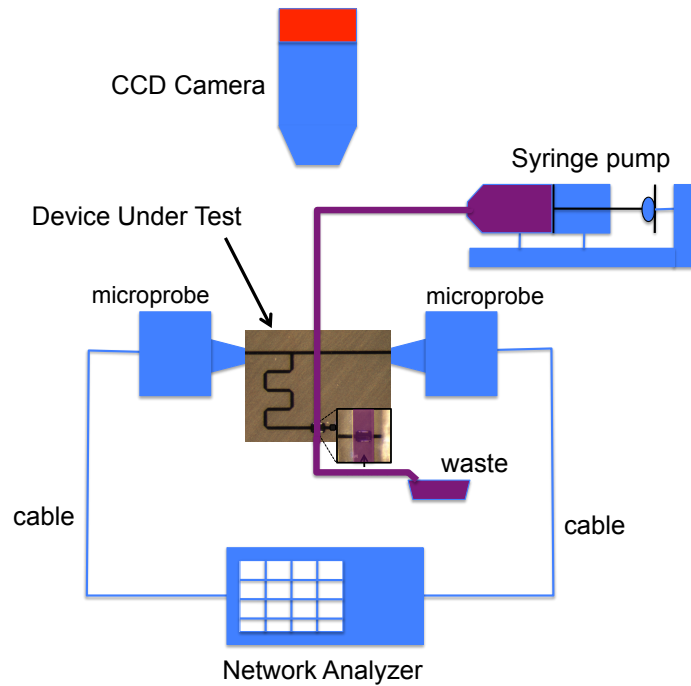 CCD Camera
Syringe pump
Device Under Test
microprobe
microprobe
waste
cable
cable
Network Analyzer